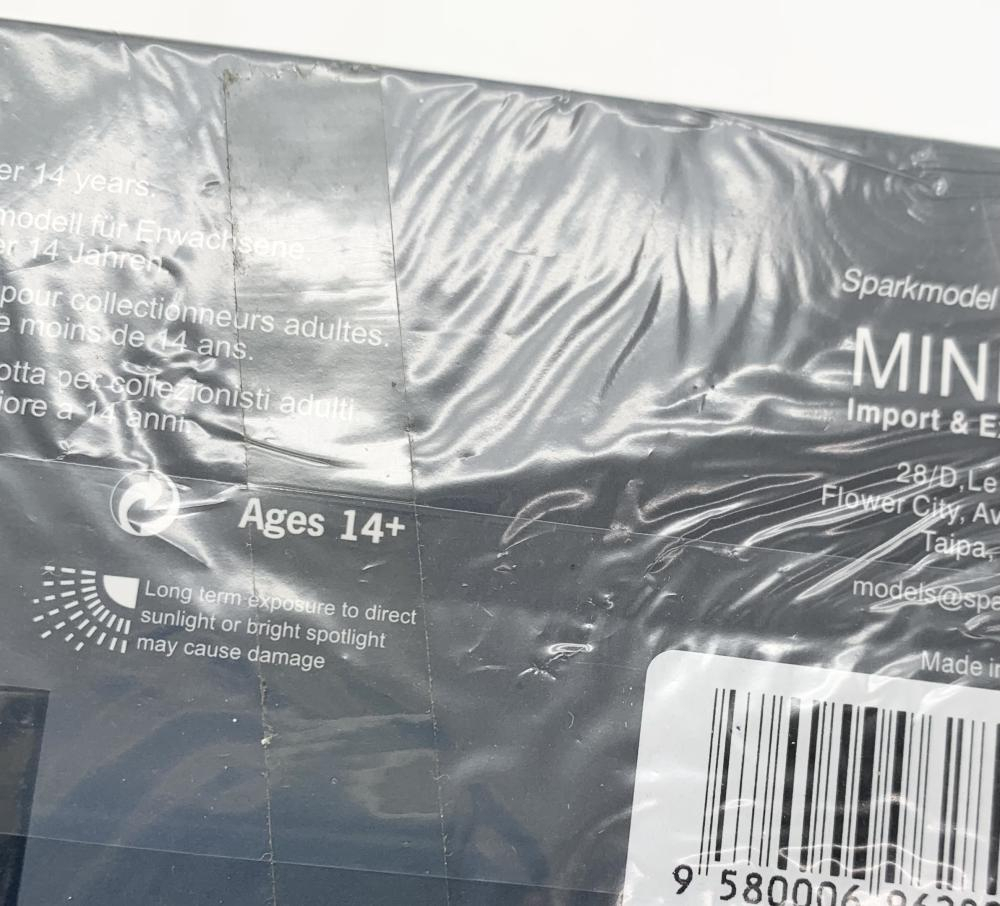 er 14 years.
modell für Erwachsene.
er 14 Jahren.
pour collectionneurs adultes.
e moins de 14 ans.
otta per collezionisti adulti
iore a 14 anni.
Ages 14+
Long term exposure to direct
sunlight or bright spotlight
may cause damage
Sparkmodel
MINI
Import & E
28/D, Le
Flower City, Av
Taipa,
models@spa
Made in
9 580006 96